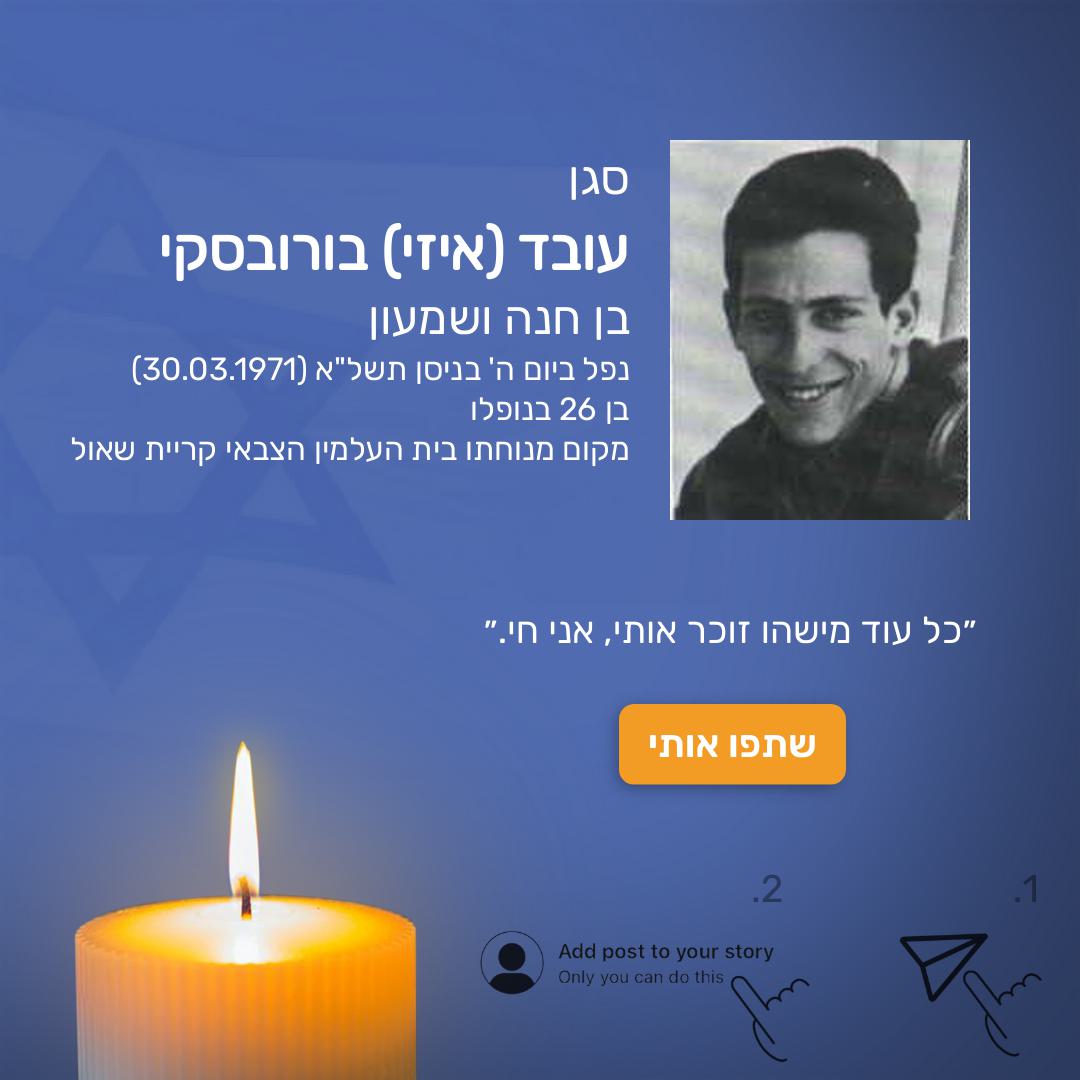 סגן
עובד (איזי) בורובסקי
בן חנה ושמעון
נפל ביום ה' בניסן תשל"א (30.03.1971)
בן 26 בנופלו
מקום מנוחתו בית העלמין הצבאי קריית שאול
״כל עוד מישהו זוכר אותי, אני חי.״
שתפו אותי
1.
2.
Add post to your story
Only you can do this